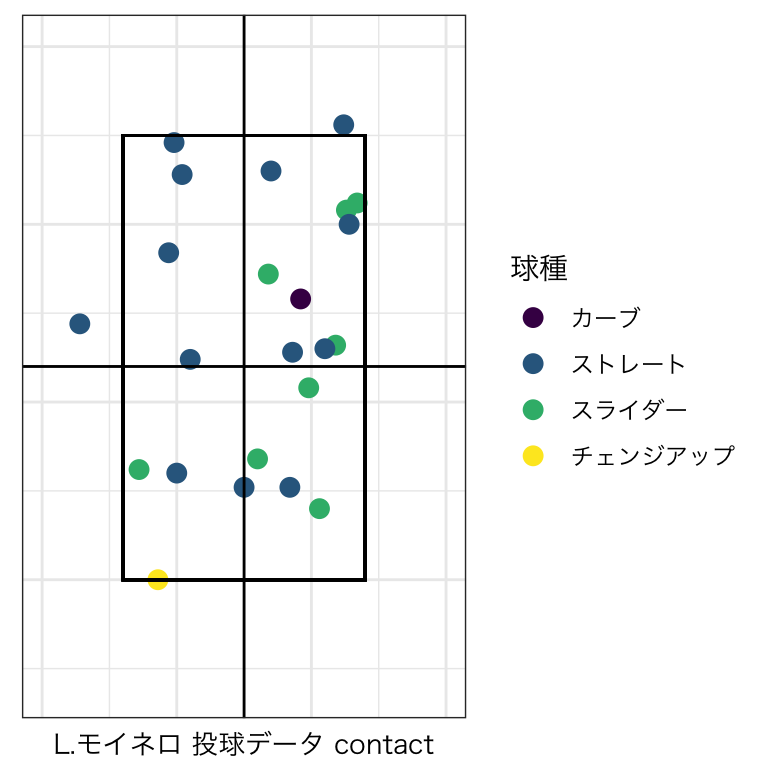 球種
カーブ
ストレート
スライダー
チェンジアップ
L.モイネロ 投球データ contact